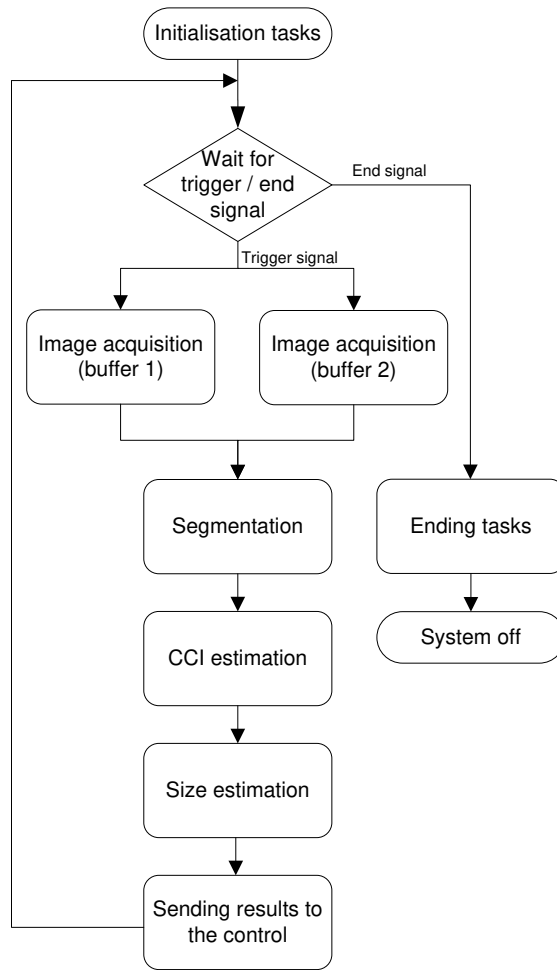 Initialisation tasks
Wait for
trigger / end
signal
End signal
Trigger signal
Image acquisition
(buffer 1)
Image acquisition
(buffer 2)
Segmentation
Ending tasks
CCI estimation
System off
Size estimation
Sending results to
the control